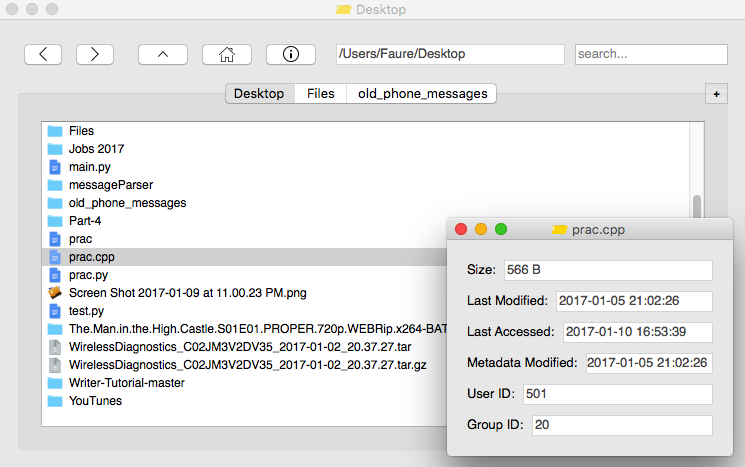 Desktop
/Users/Faure/Desktop
search...
Desktop Files old_phone_messages +
Files
Jobs 2017
main.py
messageParser
old_phone_messages
Part-4
prac
prac.cpp
prac.py
Screen Shot 2017-01-09 at 11.00.23 PM.png
test.py
The.Man.in.the.High.Castle.S01E01.PROPER.720p.WEBRip.x264-BAT
WirelessDiagnostics_C02JM3V2DV35_2017-01-02_20.37.27.tar
WirelessDiagnostics_C02JM3V2DV35_2017-01-02_20.37.27.tar.gz
Writer-Tutorial-master
YouTunes
prac.cpp
Size: 566 B
Last Modified: 2017-01-05 21:02:26
Last Accessed: 2017-01-10 16:53:39
Metadata Modified: 2017-01-05 21:02:26
User ID: 501
Group ID: 20